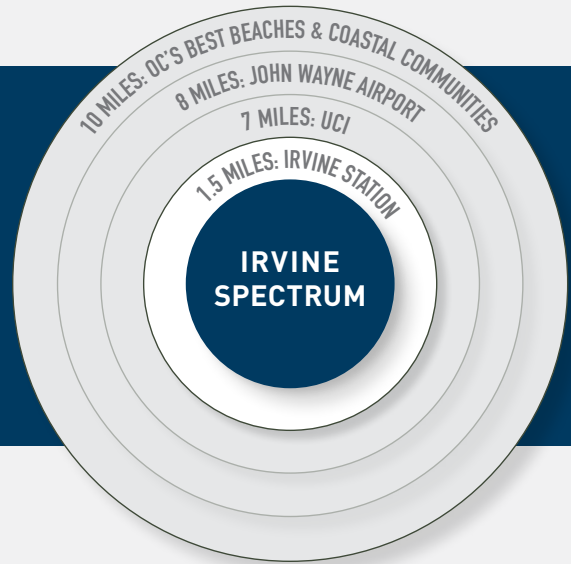 10 MILES: OC'S BEST BEACHES & COASTAL COMMUNITIES
8 MILES: JOHN WAYNE AIRPORT
7 MILES: UCI
1.5 MILES: IRVINE STATION
IRVINE
SPECTRUM